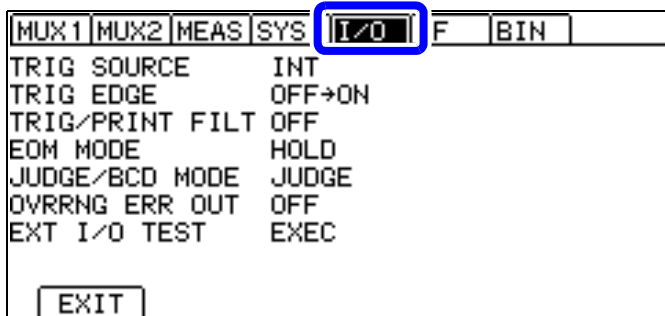 MUX1 MUX2 MEAS SYS I/O F BIN
TRIG SOURCE INT
TRIG EDGE OFF→ON
TRIG/PRINT FILT OFF
EOM MODE HOLD
JUDGE/BCD MODE JUDGE
OVRRNG ERR OUT OFF
EXT I/O TEST EXEC
EXIT